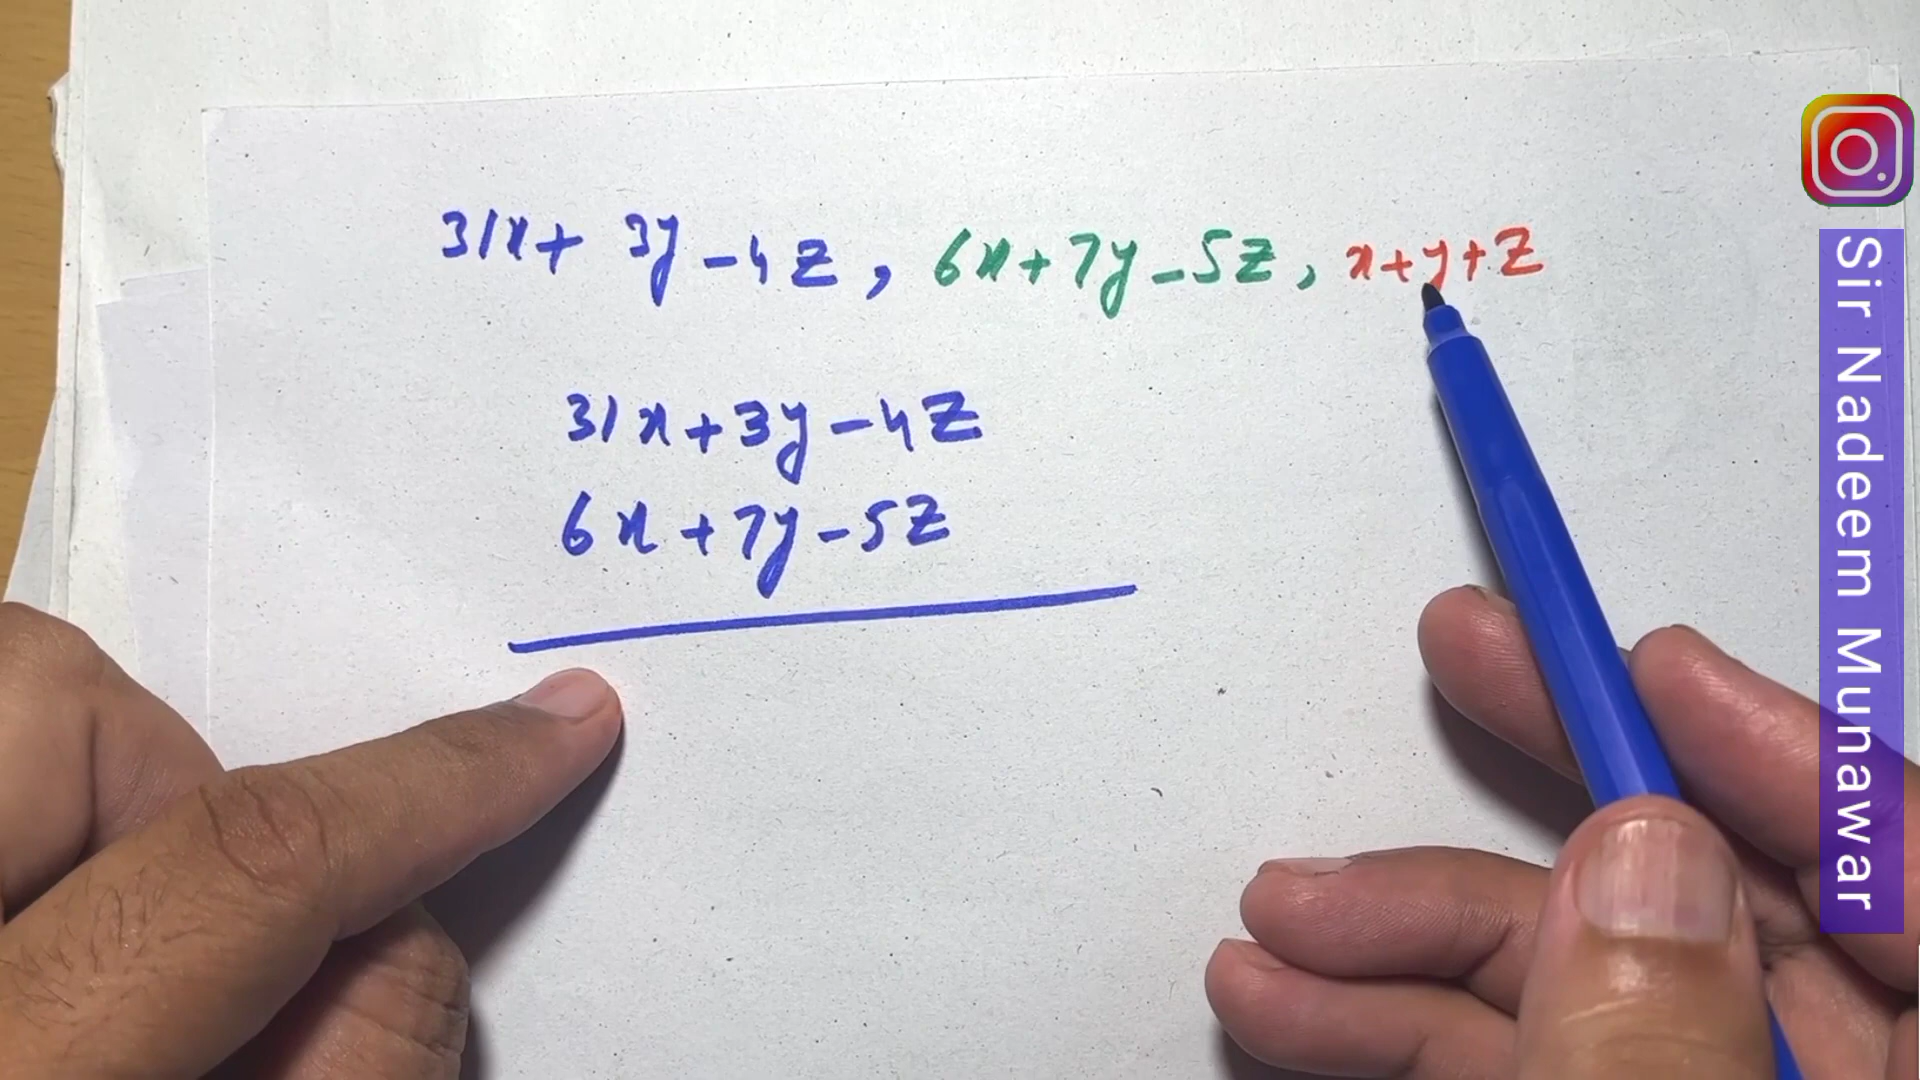 31x + 3y - 4z, 6x + 7y - 5z, x + y + z
31x + 3y - 4z
6x + 7y - 5z
Sir Nadeem Munawar